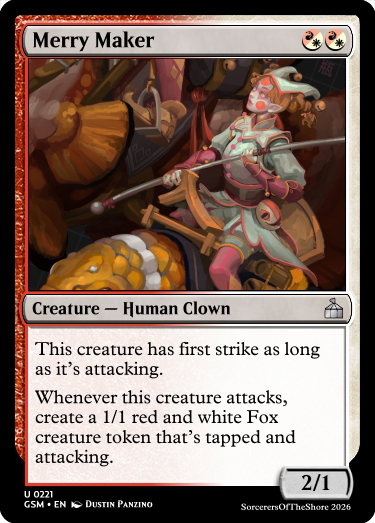 Merry Maker
Creature — Human Clown
This creature has first strike as long
as it's attacking.
Whenever this creature attacks,
create a 1/1 red and white Fox
creature token that's tapped and
attacking.
2/1
U 0221
GSM • EN Dustin Panzino
SorcerersOfTheShore 2026